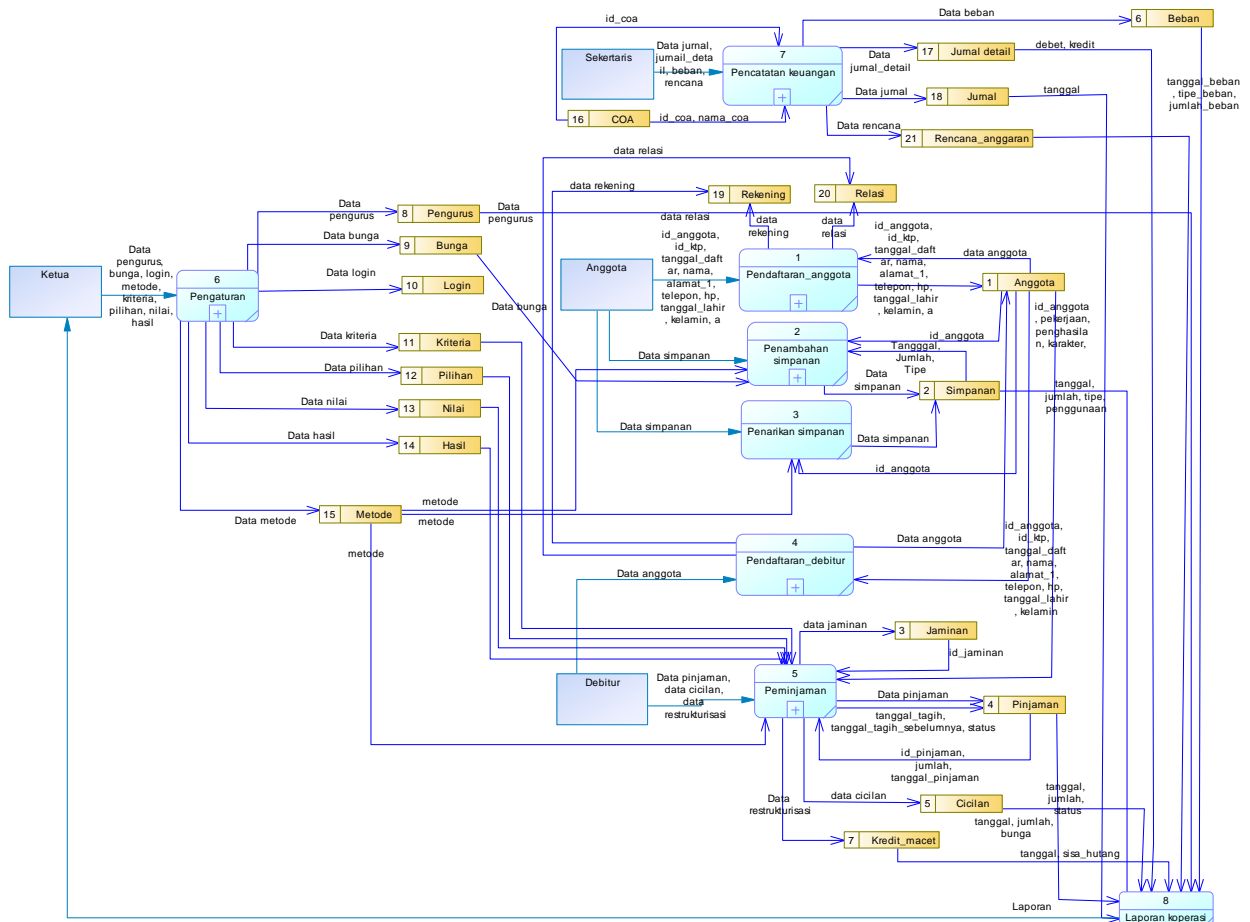 id_coa
Data beban
6 Beban
Sekertaris
Data jurnal,
jurnail_deta
il, beban,
rencana
7
Pencatatan keuangan
Data
jurnal_detail
17 Jurnal detail
debet, kredit
tanggal_beban
, tipe_beban,
jumlah_beban
Data jurnal
18 Jurnal
tanggal
16 COA
id_coa, nama_coa
Data rencana
21 Rencana_anggaran
data relasi
data rekening
19 Rekening
20 Relasi
Data
pengurus
8 Pengurus
Data
pengurus
data relasi
data
rekening
data
relasi
Data bunga
9 Bunga
Data
pengurus,
bunga, login,
metode,
kriteria,
pilihan, nilai,
hasil
Ketua
6
Pengaturan
Data login
10 Login
Data bunga
Anggota
id_anggota,
id_ktp,
tanggal_daft
ar, nama,
alamat_1,
telepon, hp,
tanggal_lahir
, kelamin, a
1
Pendaftaran_anggota
id_anggota,
id_ktp,
tanggal_daft
ar, nama,
alamat_1,
telepon, hp,
tanggal_lahir
, kelamin, a
data anggota
1 Anggota
id_anggota
, pekerjaan,
penghasila
n, karakter,
Data kriteria
11 Kriteria
Data pilihan
12 Pilihan
Data nilai
13 Nilai
Data hasil
14 Hasil
Data simpanan
2
Penambahan
simpanan
id_anggota
Tangggal,
Jumlah,
Tipe
Data
simpanan
2 Simpanan
tanggal,
jumlah, tipe,
penggunaan
Data simpanan
3
Penarikan simpanan
Data simpanan
id_anggota
Data metode
15 Metode
metode
metode
metode
4
Pendaftaran_debitur
Data anggota
Data anggota
id_anggota,
id_ktp,
tanggal_daft
ar, nama,
alamat_1,
telepon, hp,
tanggal_lahir
, kelamin
data jaminan
3 Jaminan
id_jaminan
Debitur
Data pinjaman,
data cicilan,
data
restrukturisasi
5
Peminjaman
Data pinjaman
4 Pinjaman
tanggal_tagih,
tanggal_tagih_sebelumnya, status
id_pinjaman,
jumlah,
tanggal_pinjaman
Data
restrukturisasi
data cicilan
5 Cicilan
tanggal, jumlah,
bunga
tanggal,
jumlah,
status
7 Kredit_macet
tanggal, sisa_hutang
Laporan
8
Laporan koperasi